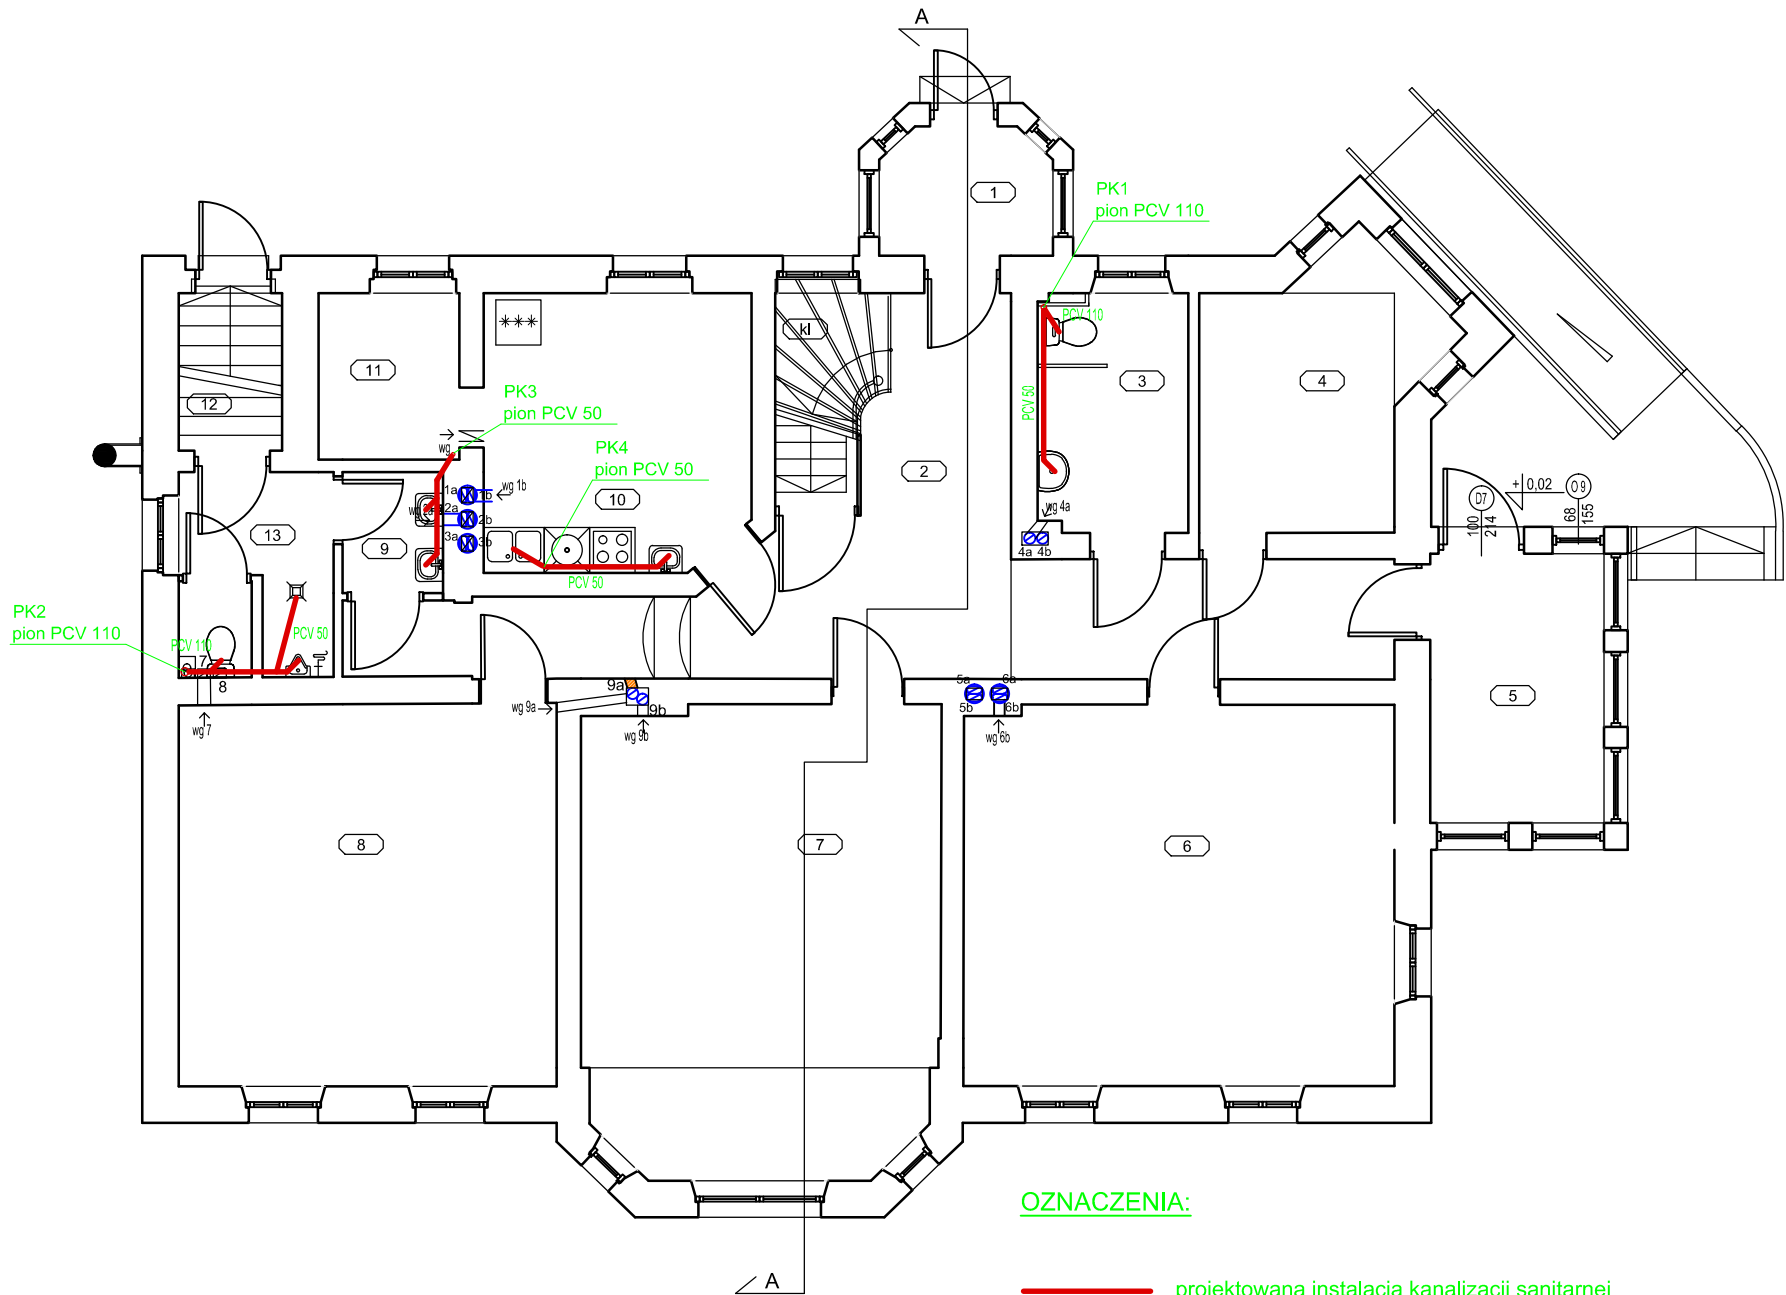 A
1
PK1
pion PCV 110
PCV 110
kl
11
3
4
12
PK3
pion PCV 50
PCV 50
PK4
pion PCV 50
wg
2
1a
1b
wg 1b
10
wg 4a
+ 0,02
O9
D7
68
155
100
214
2a
2b
13
9
3a
3b
4a
4b
PCV 50
PK2
pion PCV 110
PCV 110
PCV 50
7
8
9a
5a
6a
5b
6b
5
wg 9a
9b
wg 7
wg 9b
wg 6b
8
7
6
OZNACZENIA:
A
projektowana instalacja kanalizacji sanitarnej